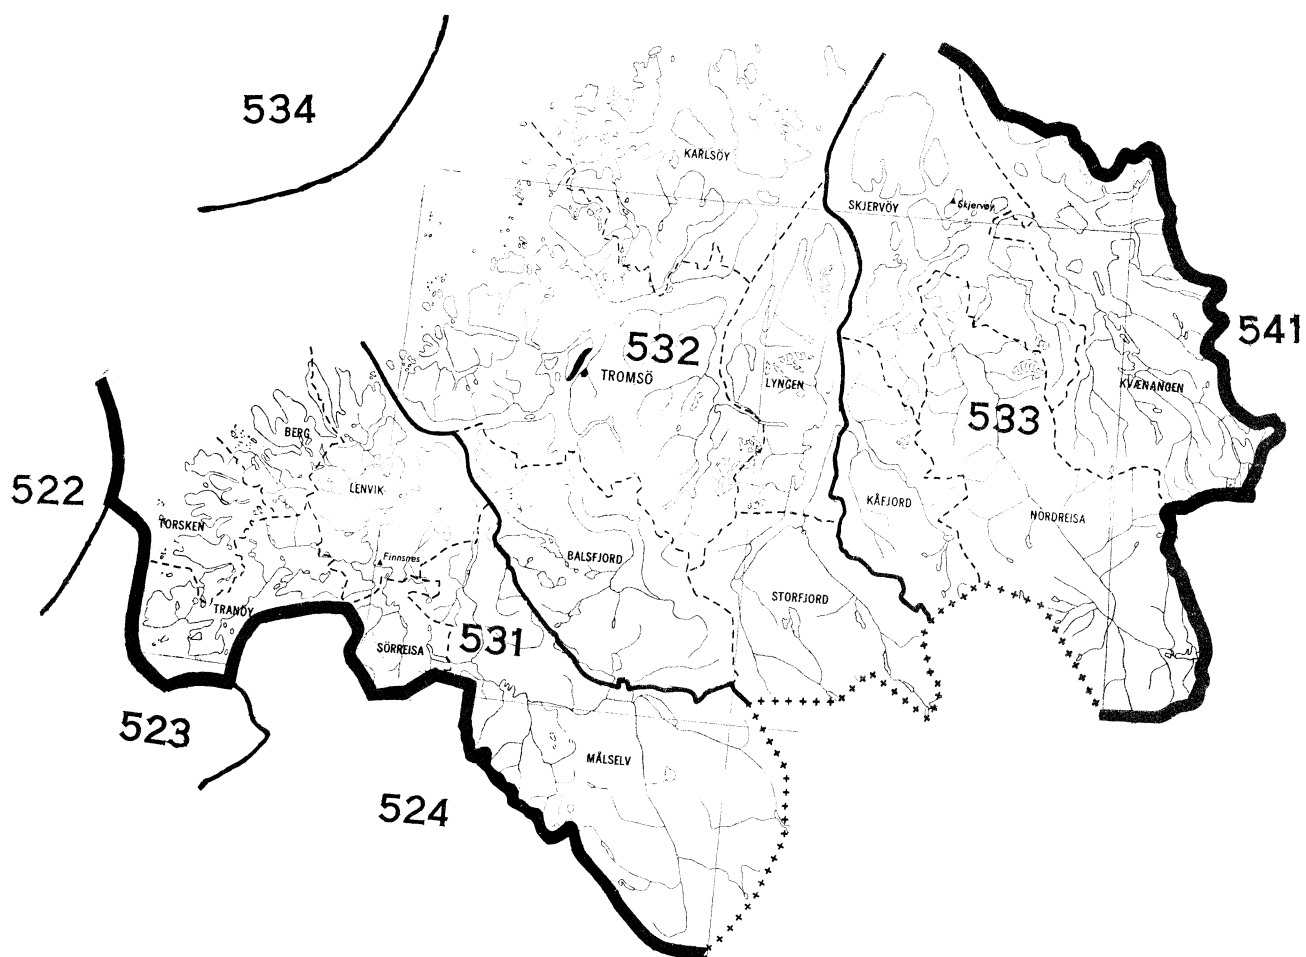 534
KARLSÖY
SKJERVÖY
Skjervøy
541
532
TROMSÖ
LYNGEN
KVÆNANGEN
533
BERG
522
LENVIK
TORSKEN
KÅFJORD
NORDREISA
Finnsnes
BALSFJORD
STORFJORD
TRANÖY
531
SÖRREISA
523
MÅLSELV
524